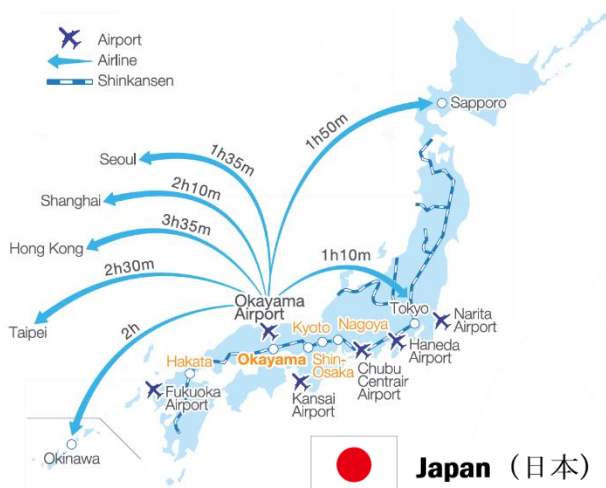 Airport
Airline
Shinkansen
Sapporo
1h50m
Seoul
1h35m
Shanghai
2h10m
Hong Kong
3h35m
2h30m
Taipei
2h
1h10m
Okayama
Airport
Tokyo
Narita
Airport
Kyoto
Nagoya
Haneda
Airport
Hakata
Okayama
Shin-
Osaka
Chubu
Centrair
Airport
Fukuoka
Airport
Kansai
Airport
Okinawa
Japan（日本）